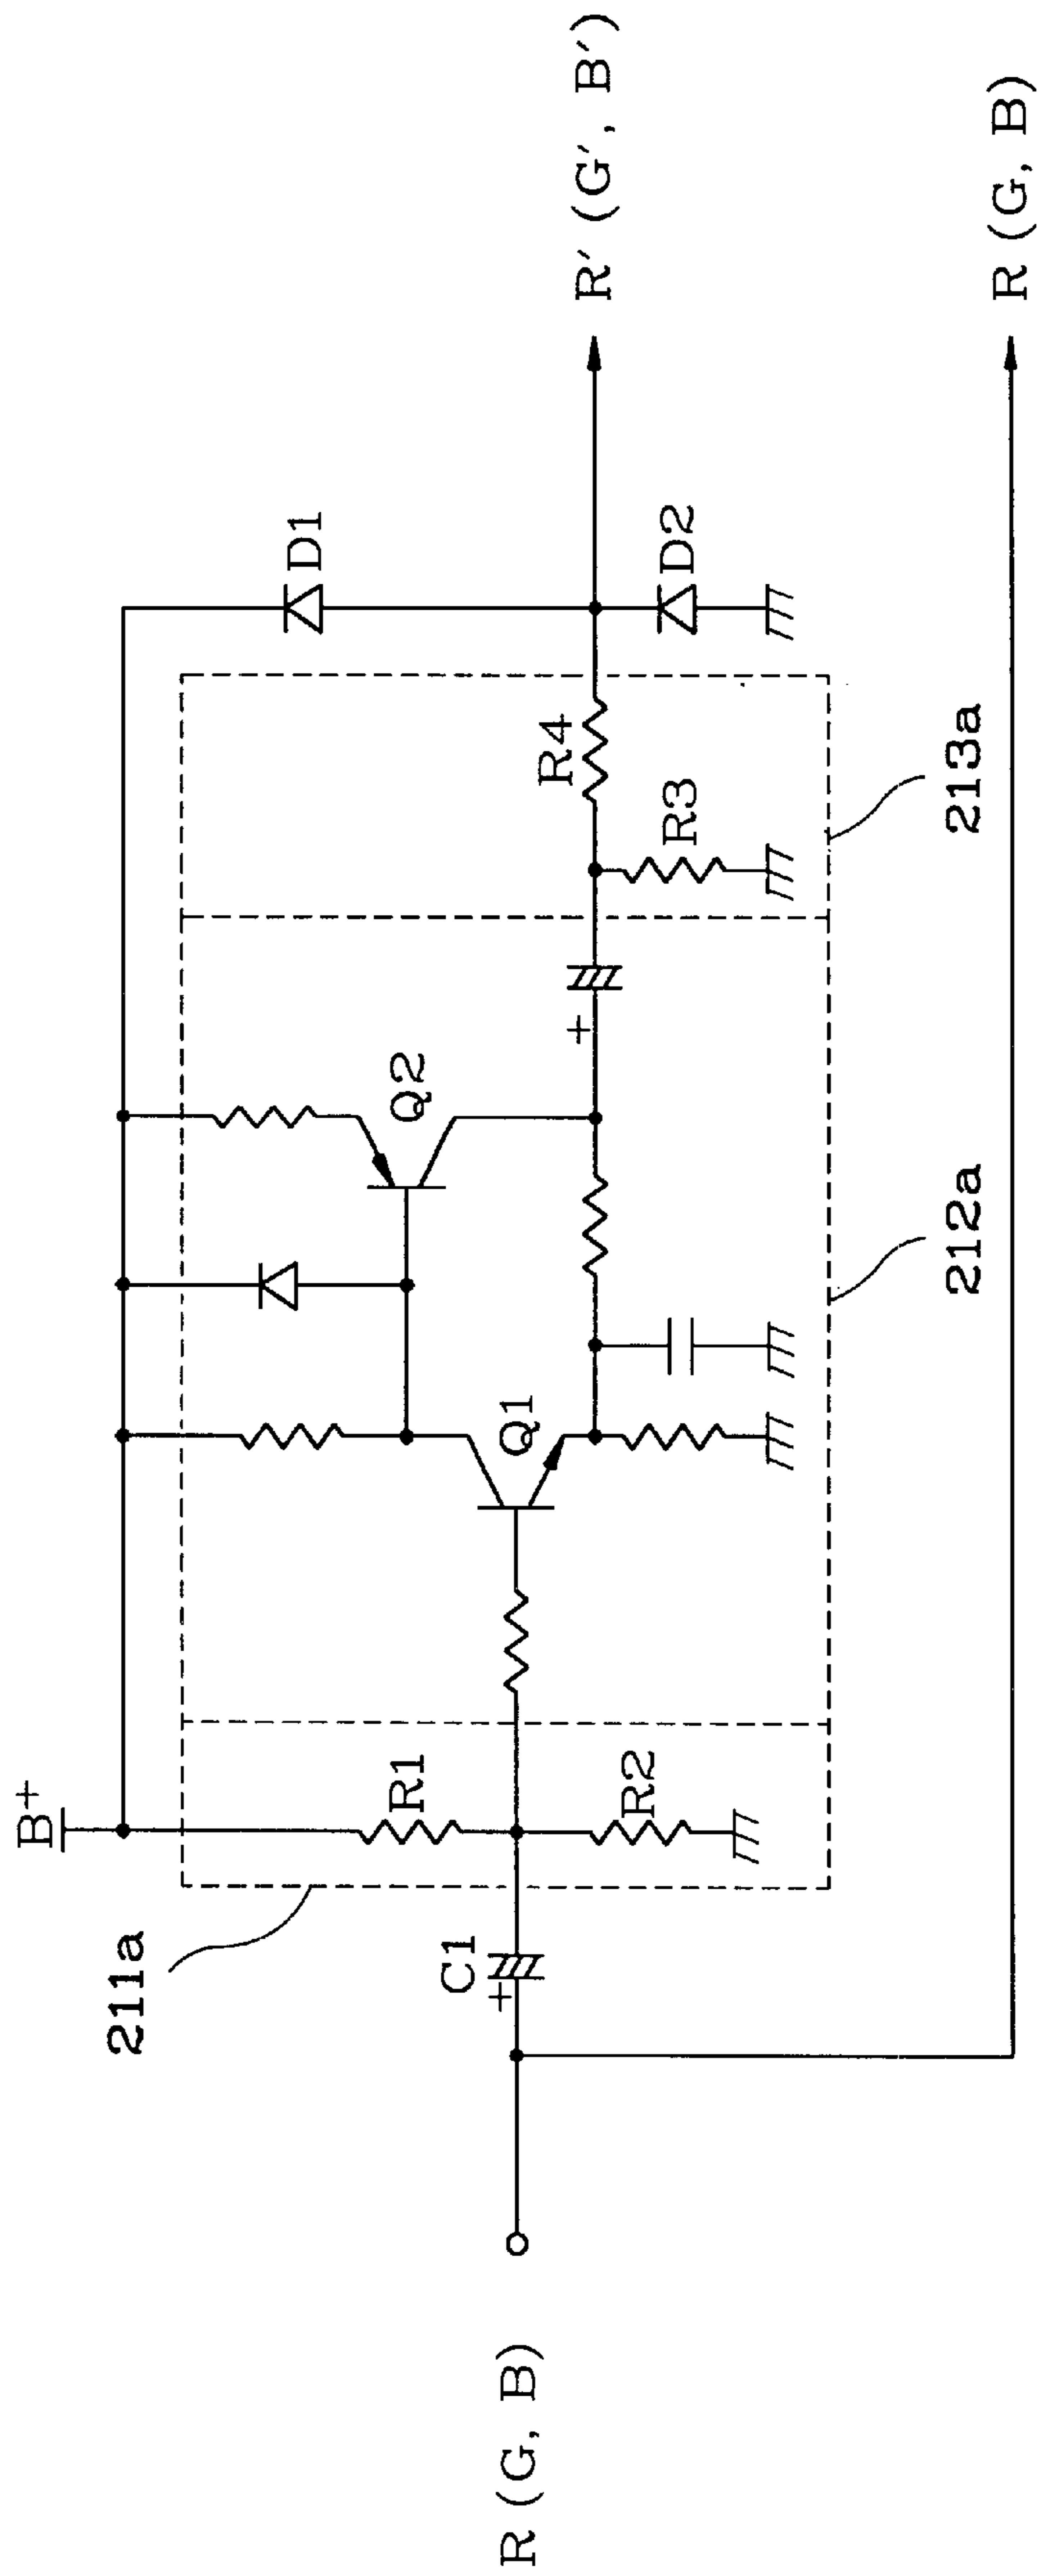 B+
211a
R1
R2
C1
+
R (G, B)
Q1
Q2
+
212a
R4
R3
213a
D1
D2
R′ (G′, B′)
R (G, B)